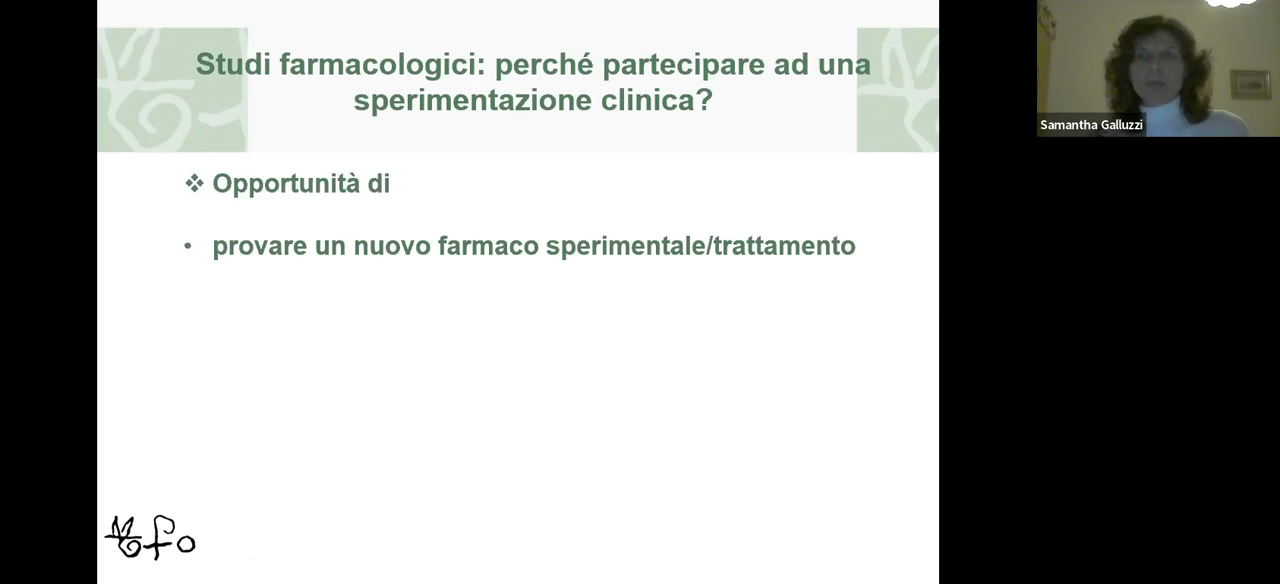 Studi farmacologici: perché partecipare ad una
sperimentazione clinica?
❖ Opportunità di
• provare un nuovo farmaco sperimentale/trattamento
Samantha Galluzzi